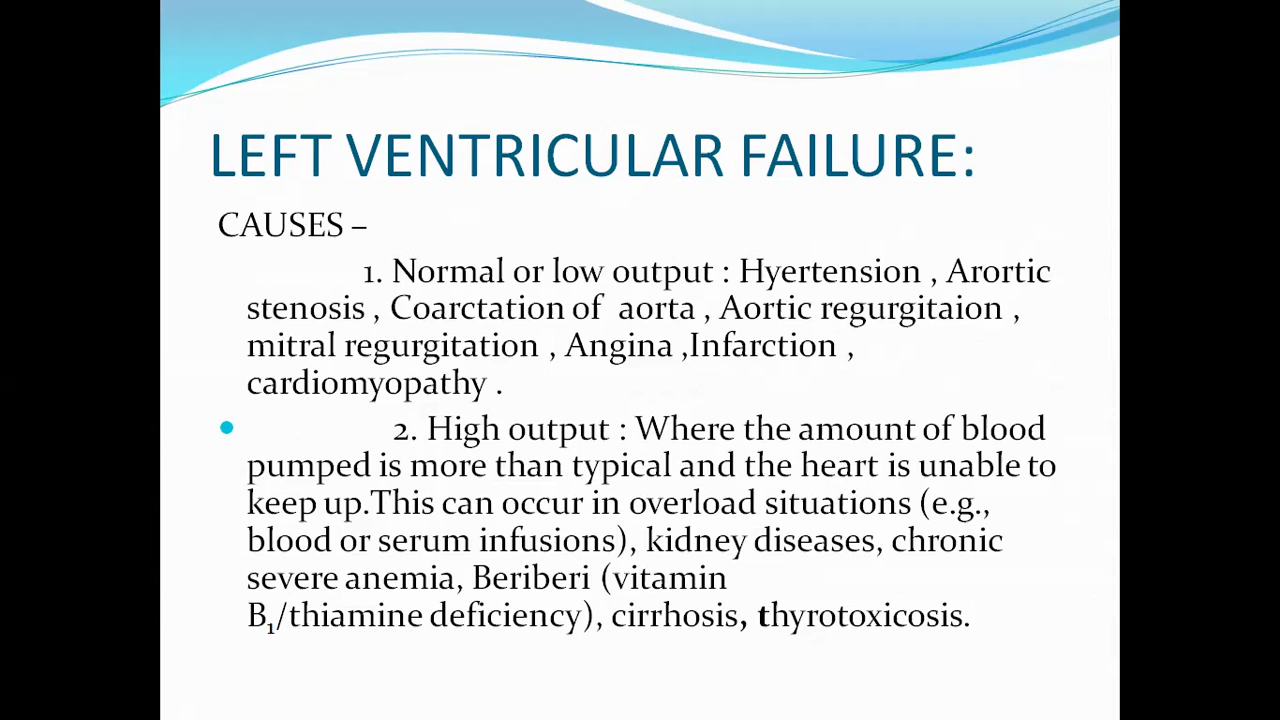 LEFT VENTRICULAR FAILURE:
CAUSES –
1. Normal or low output : Hyertension , Arortic
stenosis , Coarctation of aorta , Aortic regurgitaion ,
mitral regurgitation , Angina ,Infarction ,
cardiomyopathy .
• 2. High output : Where the amount of blood
pumped is more than typical and the heart is unable to
keep up.This can occur in overload situations (e.g.,
blood or serum infusions), kidney diseases, chronic
severe anemia, Beriberi (vitamin
B₁/thiamine deficiency), cirrhosis, thyrotoxicosis.